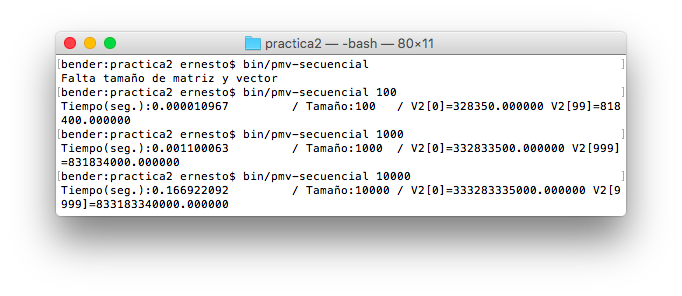 practica2 — -bash — 80×11
[bender:practica2 ernesto$ bin/pmv-secuencial ]
Falta tamaño de matriz y vector
[bender:practica2 ernesto$ bin/pmv-secuencial 100 ]
Tiempo(seg.):0.000010967 / Tamaño:100 / V2[0]=328350.000000 V2[99]=818
400.000000
[bender:practica2 ernesto$ bin/pmv-secuencial 1000 ]
Tiempo(seg.):0.001100063 / Tamaño:1000 / V2[0]=332833500.000000 V2[999]
=831834000.000000
[bender:practica2 ernesto$ bin/pmv-secuencial 10000 ]
Tiempo(seg.):0.166922092 / Tamaño:10000 / V2[0]=333283335000.000000 V2[9
999]=833183340000.000000